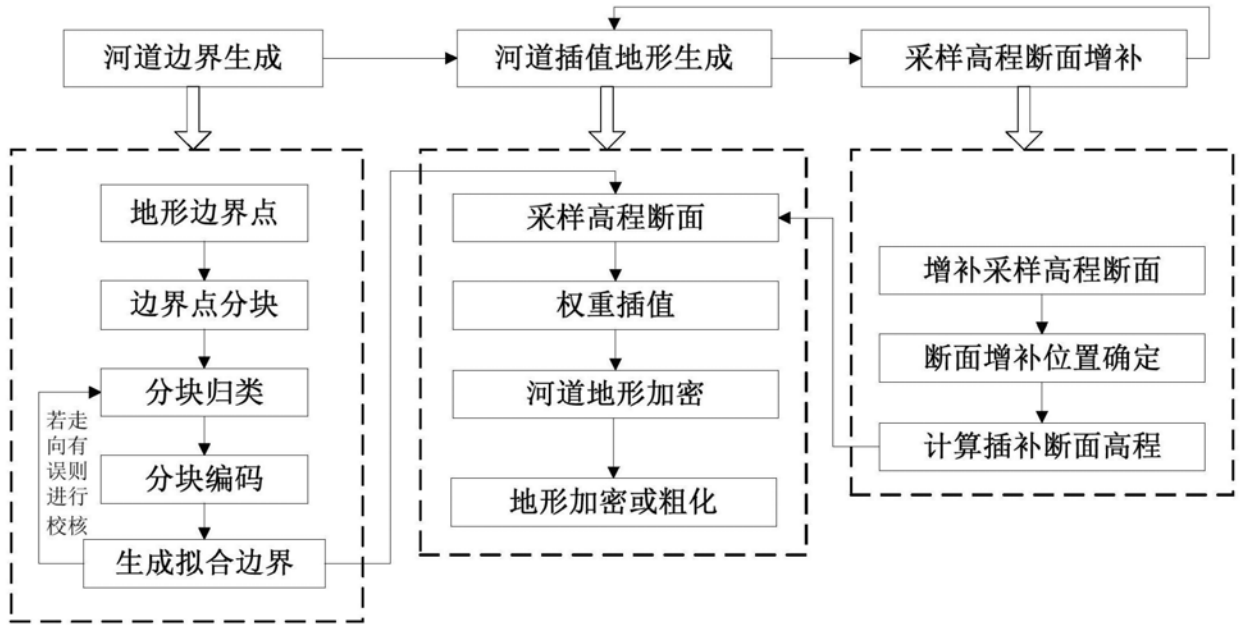 河道边界生成
河道插值地形生成
采样高程断面增补
地形边界点
边界点分块
分块归类
分块编码
生成拟合边界
若走
向有
误则
进行
校核
采样高程断面
权重插值
河道地形加密
地形加密或粗化
增补采样高程断面
断面增补位置确定
计算插补断面高程